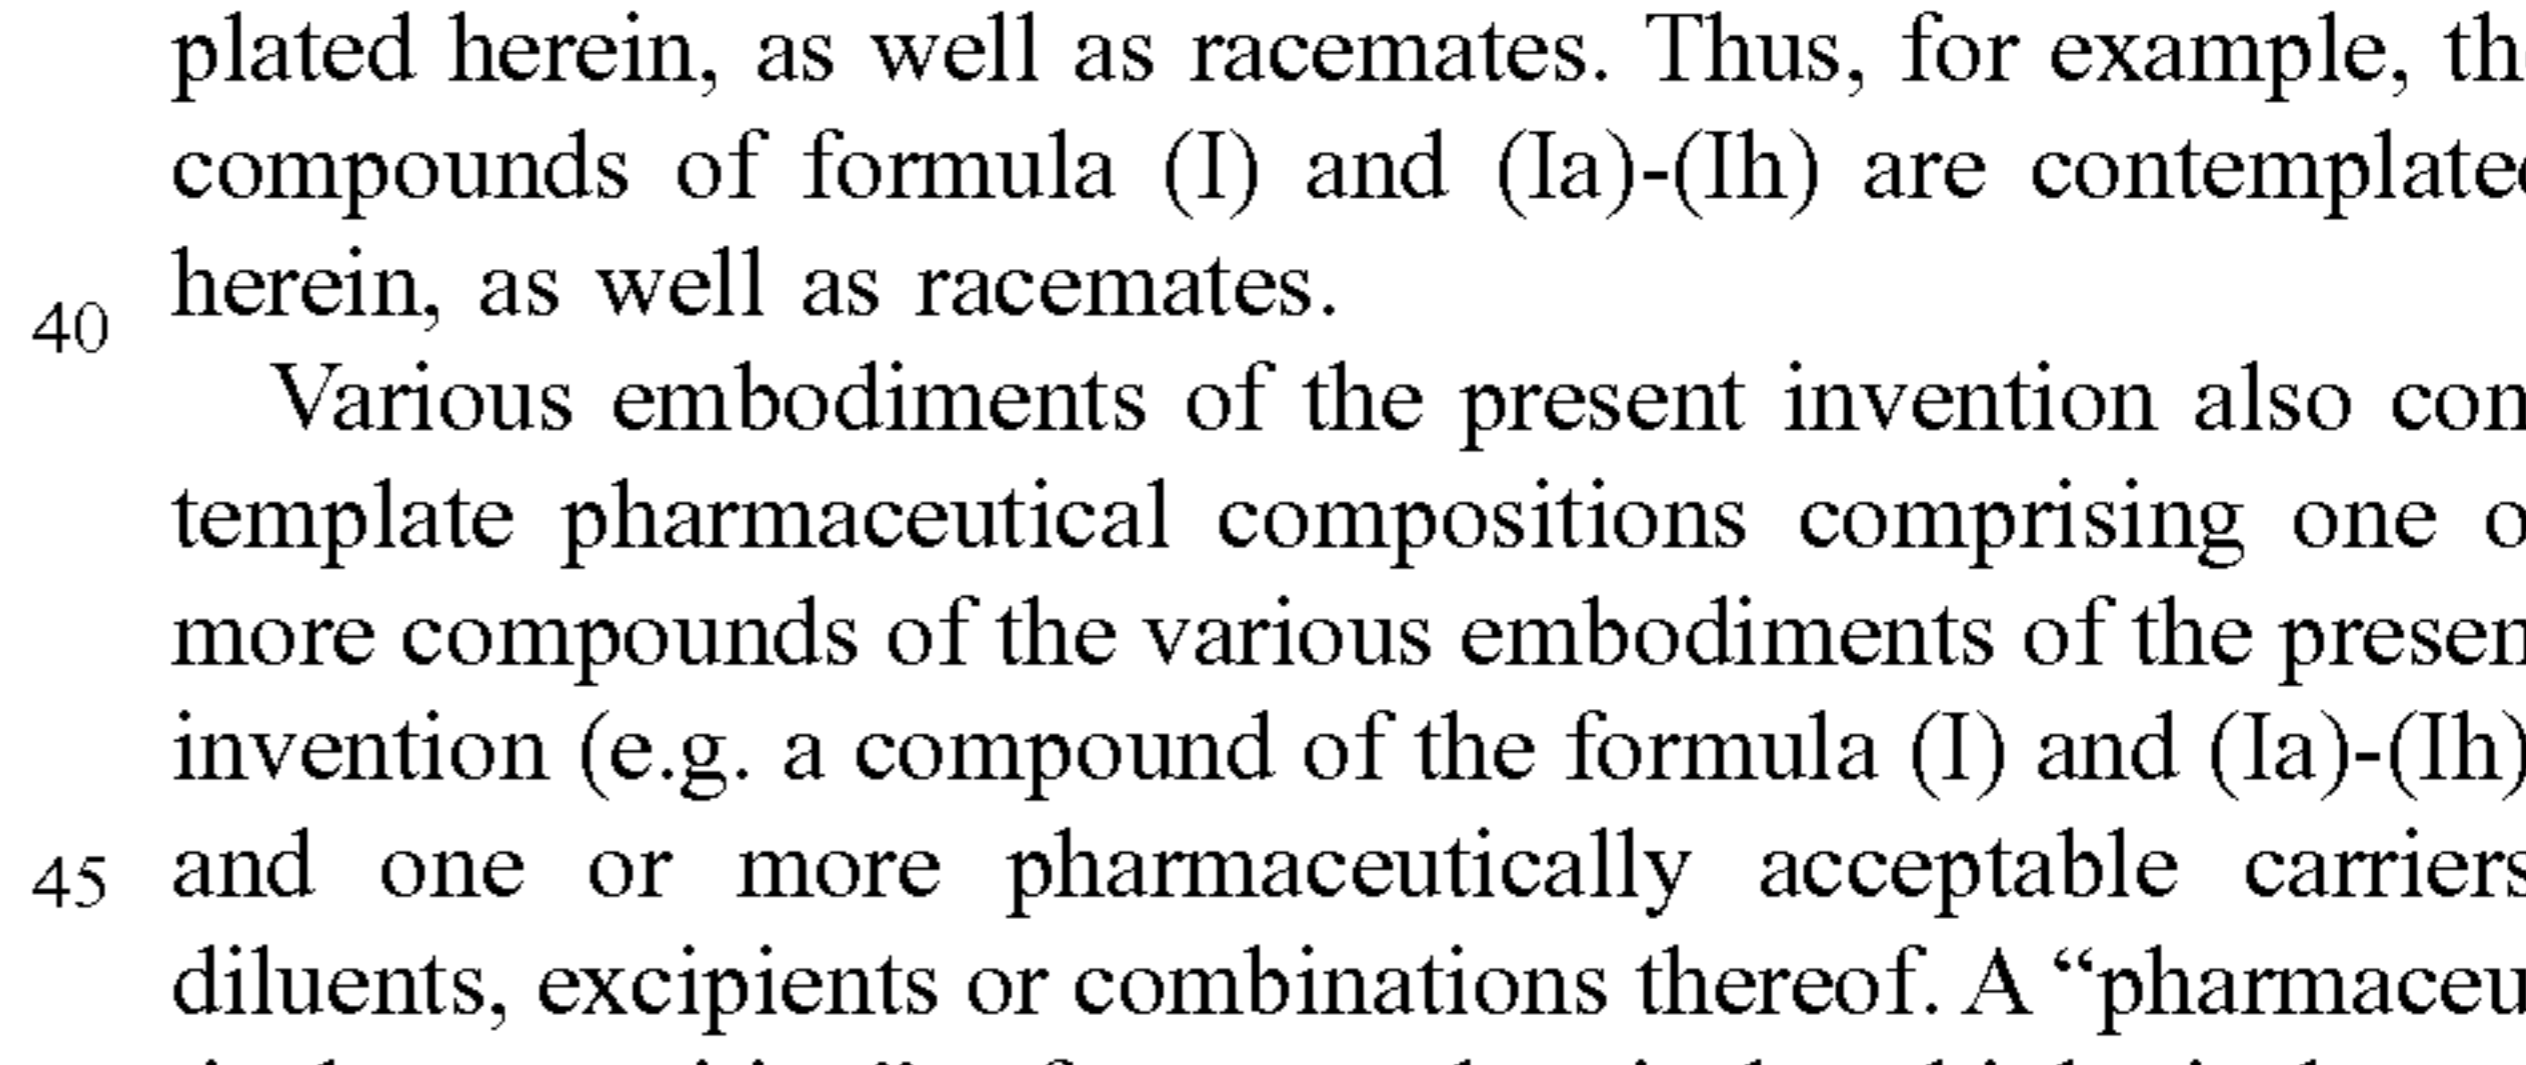 plated herein, as well as racemates. Thus, for example, th
compounds of formula (I) and (Ia)-(Ih) are contemplated
40 herein, as well as racemates.
Various embodiments of the present invention also con
template pharmaceutical compositions comprising one o
more compounds of the various embodiments of the presen
invention (e.g. a compound of the formula (I) and (Ia)-(Ih)
45 and one or more pharmaceutically acceptable carriers
diluents, excipients or combinations thereof. A “pharmaceu